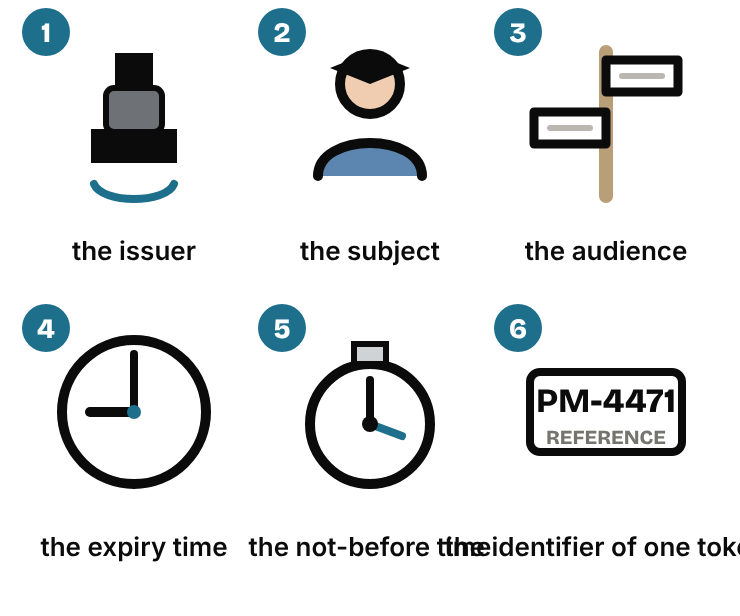 1
the issuer
2
the subject
3
the audience
4
the expiry time
5
the not-before time
6
PM-4471
REFERENCE
the identifier of one